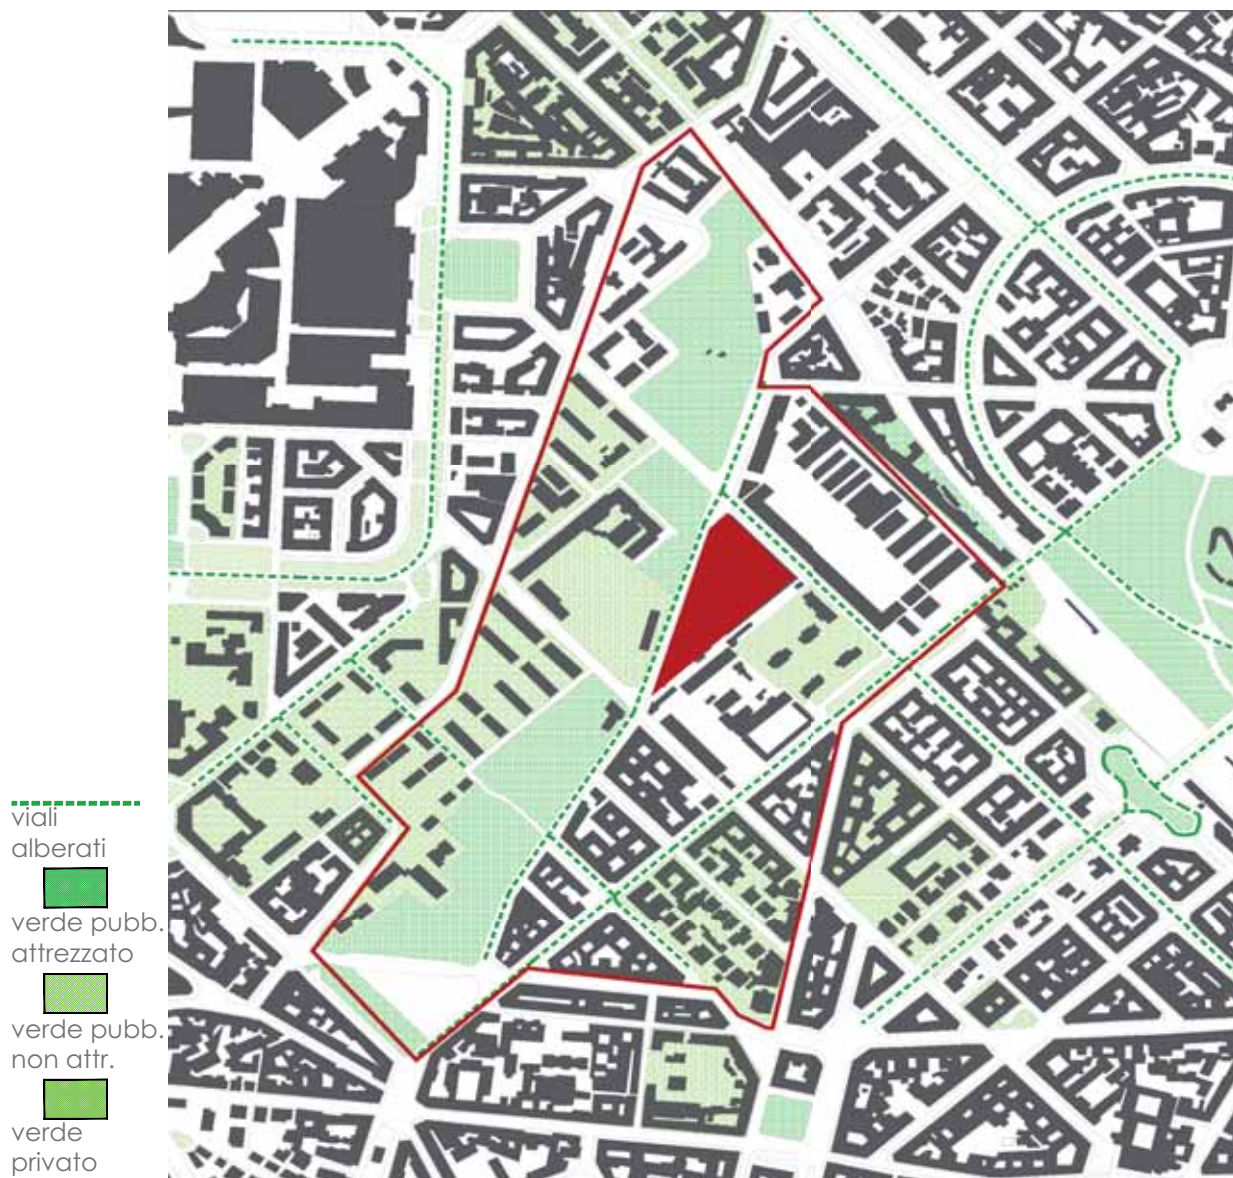 viali
alberati
verde pubb.
attrezzato
verde pubb.
non attr.
verde
privato